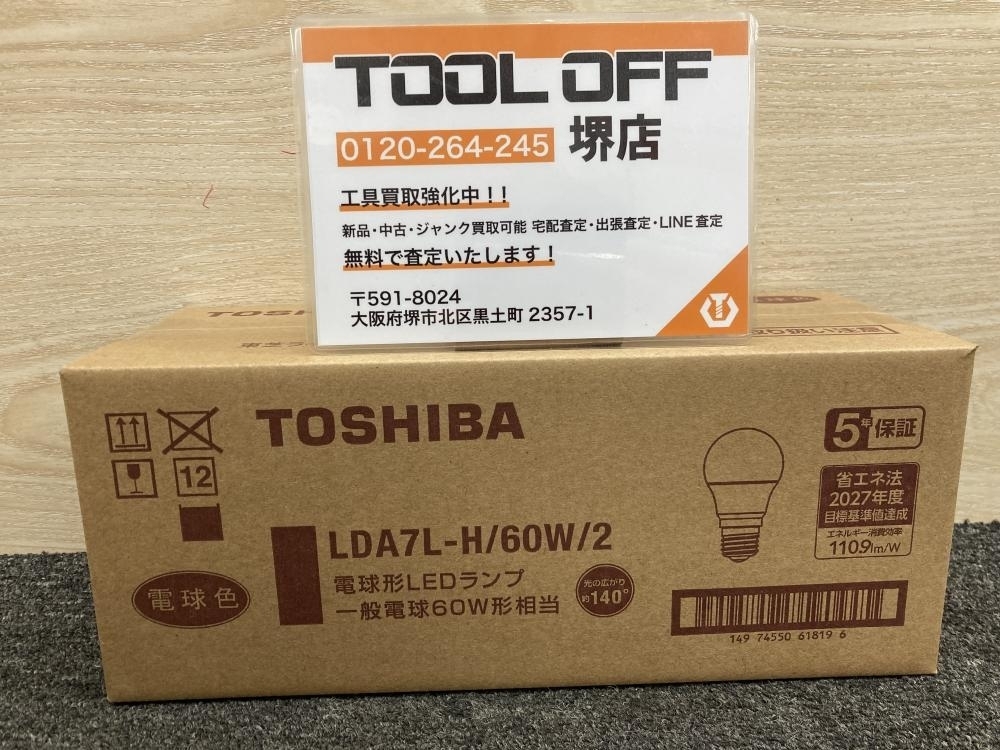 TOOL OFF
0120-264-245 堺店
工具買取強化中！！
新品・中古・ジャンク買取可能 宅配査定・出張査定・LINE査定
無料で査定いたします！
〒591-8024
大阪府堺市北区黒土町 2357-1
取り扱い注意
TOSHIBA
12
5年保証
省エネ法
2027年度
目標基準値達成
エネルギー消費効率
110.9lm/W
LDA7L-H/60W/2
電球形LEDランプ
一般電球60W形相当
光の広がり
約140°
電球色
149 74550 61819 6